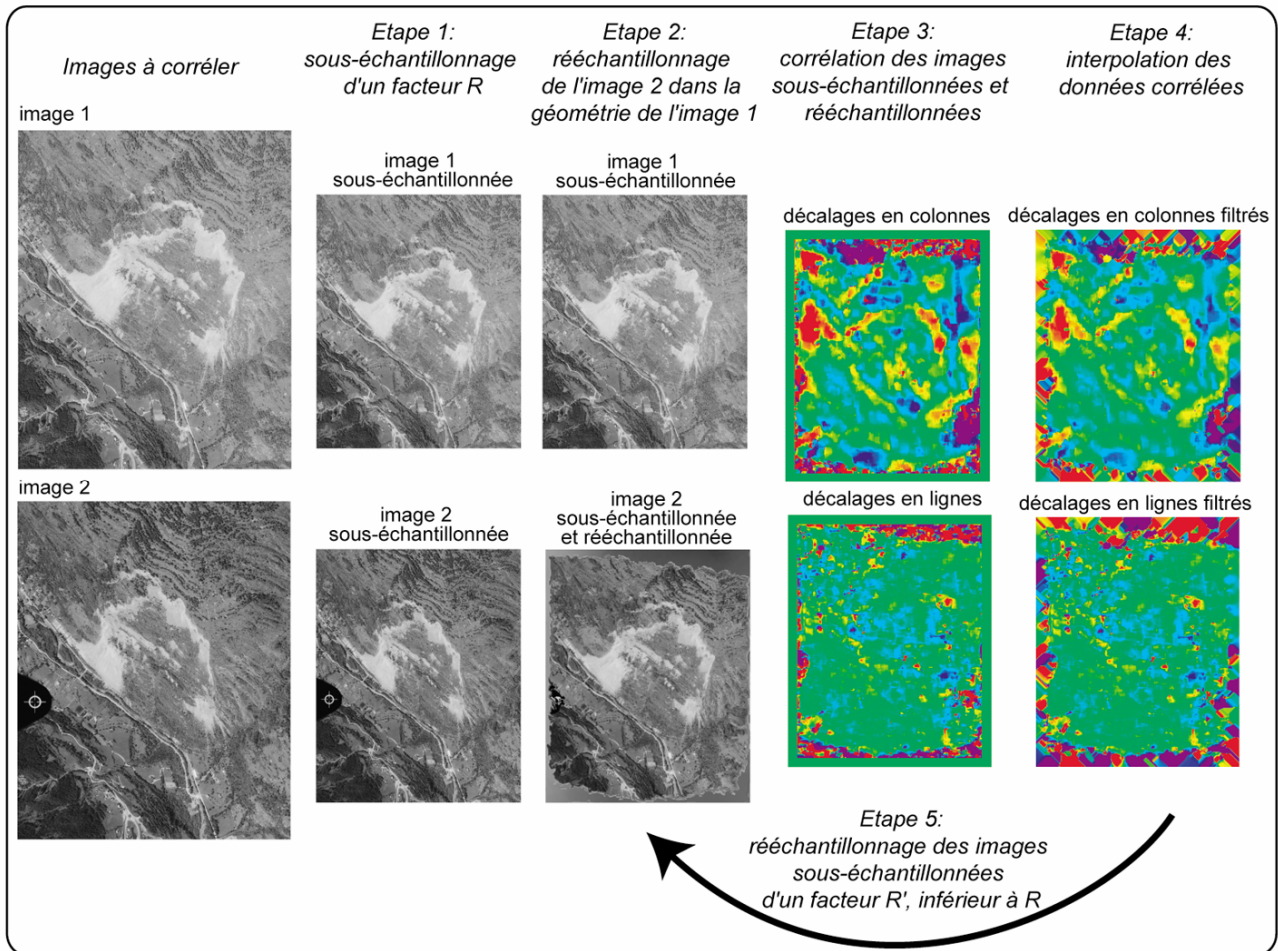 Images à corréler
Etape 1:
sous-échantillonnage
d'un facteur R
Etape 2:
rééchantillonnage
de l'image 2 dans la
géométrie de l'image 1
Etape 3:
corrélation des images
sous-échantillonnées et
rééchantillonnées
Etape 4:
interpolation des
données corrélées
image 1
image 1
sous-échantillonnée
image 1
sous-échantillonnée
décalages en colonnes
décalages en colonnes filtrés
image 2
image 2
sous-échantillonnée
image 2
sous-échantillonnée
et rééchantillonnée
décalages en lignes
décalages en lignes filtrés
Etape 5:
rééchantillonnage des images
sous-échantillonnées
d'un facteur R', inférieur à R